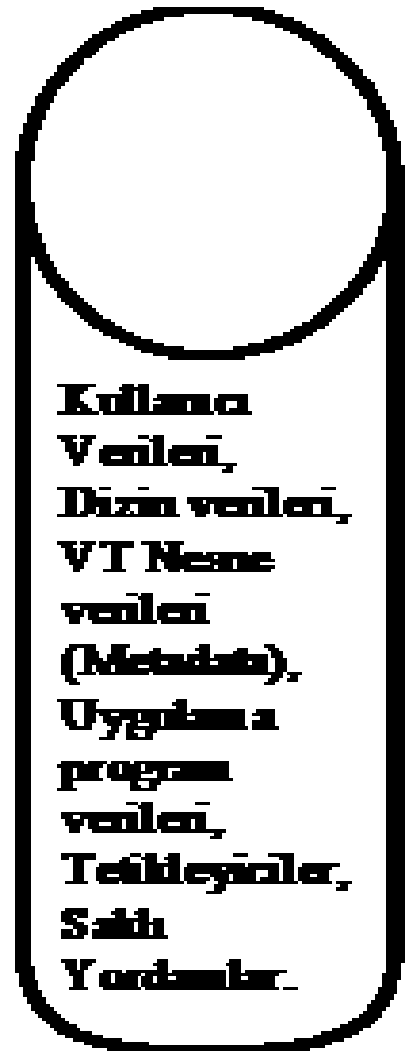 Kullanıcı
Verileri,
Dizin verileri,
VT Nesne
verileri
(Metadata),
Uygulama
program
verileri,
Tetikleyiciler,
Saklı
Yordamlar.